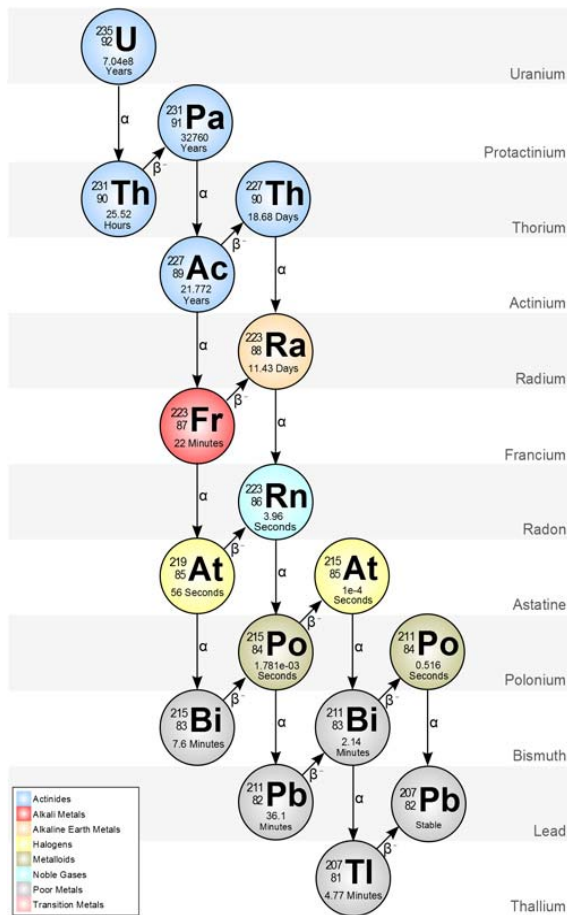 235
92 U
7.04e8
Years
Uranium
α
231
91 Pa
32760
Years
β⁻
Protactinium
231
90 Th
25.52
Hours
α
227
90 Th
18.68 Days
β⁻
Thorium
227
89 Ac
21.772
Years
α
Actinium
α
223
88 Ra
11.43 Days
β⁻
Radium
223
87 Fr
22 Minutes
α
Francium
α
223
86 Rn
3.96
Seconds
β⁻
Radon
219
85 At
56 Seconds
α
215
85 At
1e-4
Seconds
β⁻
Astatine
α
215
84 Po
1.781e-03
Seconds
α
211
84 Po
0.516
Seconds
β⁻
β⁻
Polonium
215
83 Bi
7.6 Minutes
α
211
83 Bi
2.14
Minutes
α
β⁻
Bismuth
211
82 Pb
36.1
Minutes
α
207
82 Pb
Stable
β⁻
Lead
207
81 Tl
4.77 Minutes
Thallium
Actinides
Alkali Metals
Alkaline Earth Metals
Halogens
Metalloids
Noble Gases
Poor Metals
Transition Metals